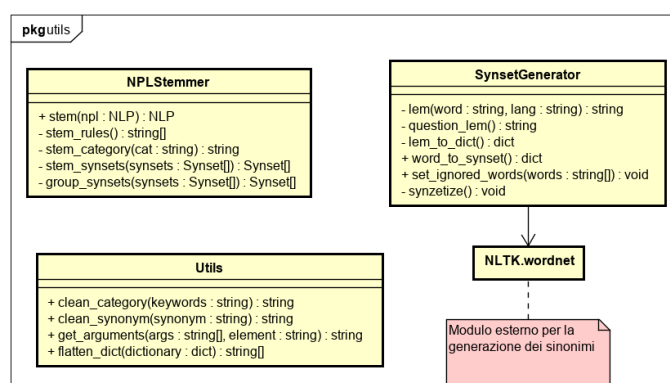 pkg utils
NPLStemmer
+ stem(npl : NLP) : NLP
- stem_rules() : string[]
- stem_category(cat : string) : string
- stem_synsets(synsets : Synset[]) : Synset[]
- group_synsets(synsets : Synset[]) : Synset[]
SynsetGenerator
- lem(word : string, lang : string) : string
- question_lem() : string
- lem_to_dict() : dict
+ word_to_synset() : dict
+ set_ignored_words(words : string[]) : void
- synzetize() : void
Utils
+ clean_category(keywords : string) : string
+ clean_synonym(synonym : string) : string
+ get_arguments(args : string[], element : string) : string
+ flatten_dict(dictionary : dict) : string[]
NLTK.wordnet
Modulo esterno per la
generazione dei sinonimi